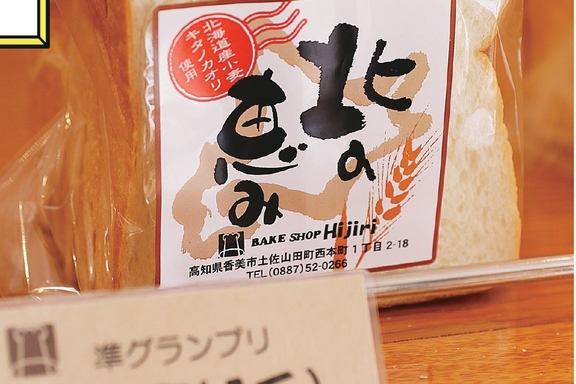 北海道産小麦
キタノカオリ
使用
北の
恵み
BAKE SHOP Hijiri
高知県香美市土佐山田町西本町1丁目2-18
TEL(0887)52-0266
準グランプリ